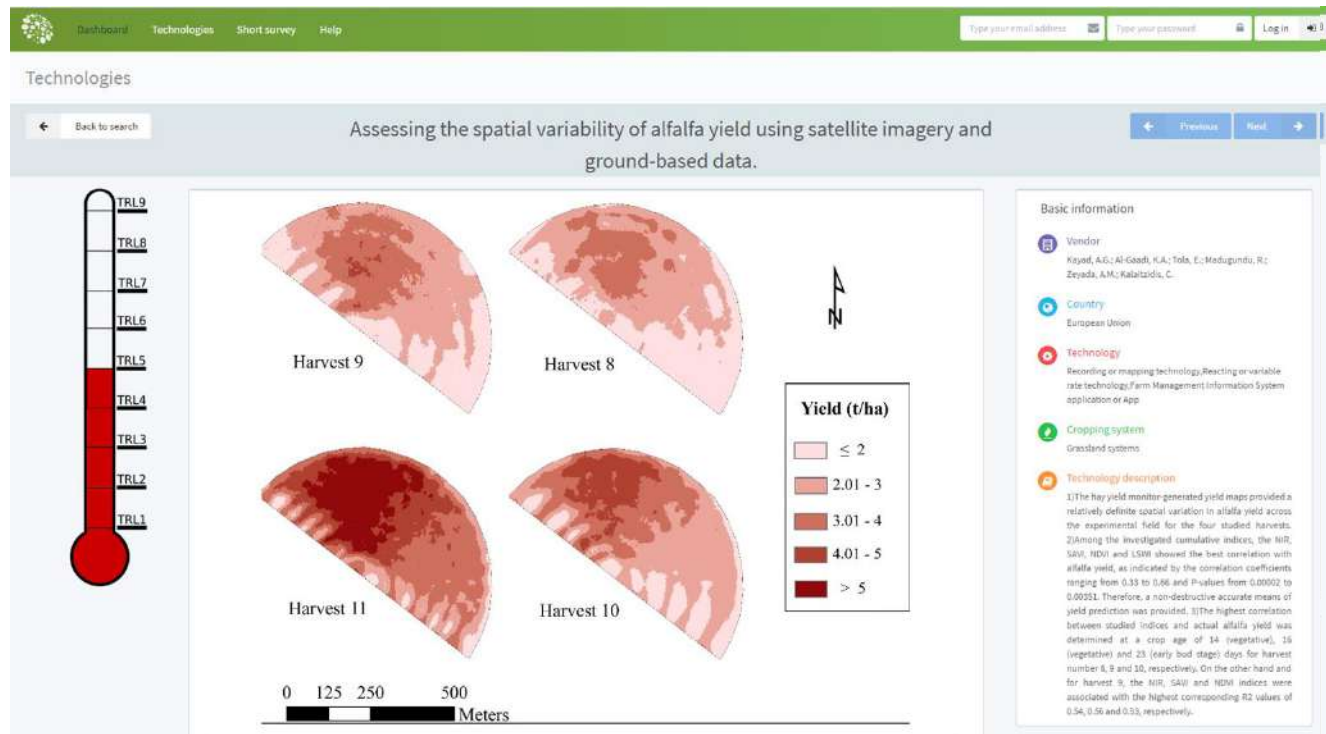 Dashboard Technologies Short survey Help Type your email address Type your password Log in
Technologies
Back to search
Assessing the spatial variability of alfalfa yield using satellite imagery and
ground-based data.
Previous Next
TRL9
TRL8
TRL7
TRL6
TRL5
TRL4
TRL3
TRL2
TRL1
Harvest 9
Harvest 8
N
Harvest 11
Harvest 10
Yield (t/ha)
≤ 2
2.01 - 3
3.01 - 4
4.01 - 5
> 5
0 125 250 500
Meters
Basic information
Vendor
Kayad, A.G.; Al-Gaadi, K.A.; Tola, E.; Madugundu, R.;
Zeyada, A.M.; Kalaitzidis, C.
Country
European Union
Technology
Recording or mapping technology,Reacting or variable
rate technology,Farm Management Information System
application or App
Cropping system
Grassland systems
Technology description
1)The hay yield monitor-generated yield maps provided a
relatively definite spatial variation in alfalfa yield across
the experimental field for the four studied harvests.
2)Among the investigated cumulative indices, the NIR,
SAVI, NDVI and LSWI showed the best correlation with
alfalfa yield, as indicated by the correlation coefficients
ranging from 0.33 to 0.66 and P-values from 0.00002 to
0.00351. Therefore, a non-destructive accurate means of
yield prediction was provided. 3)The highest correlation
between studied indices and actual alfalfa yield was
determined at a crop age of 14 (vegetative), 16
(vegetative) and 23 (early bud stage) days for harvest
number 8, 9 and 10, respectively. On the other hand and
for harvest 9, the NIR, SAVI and NDVI indices were
associated with the highest corresponding R2 values of
0.54, 0.56 and 0.53, respectively.